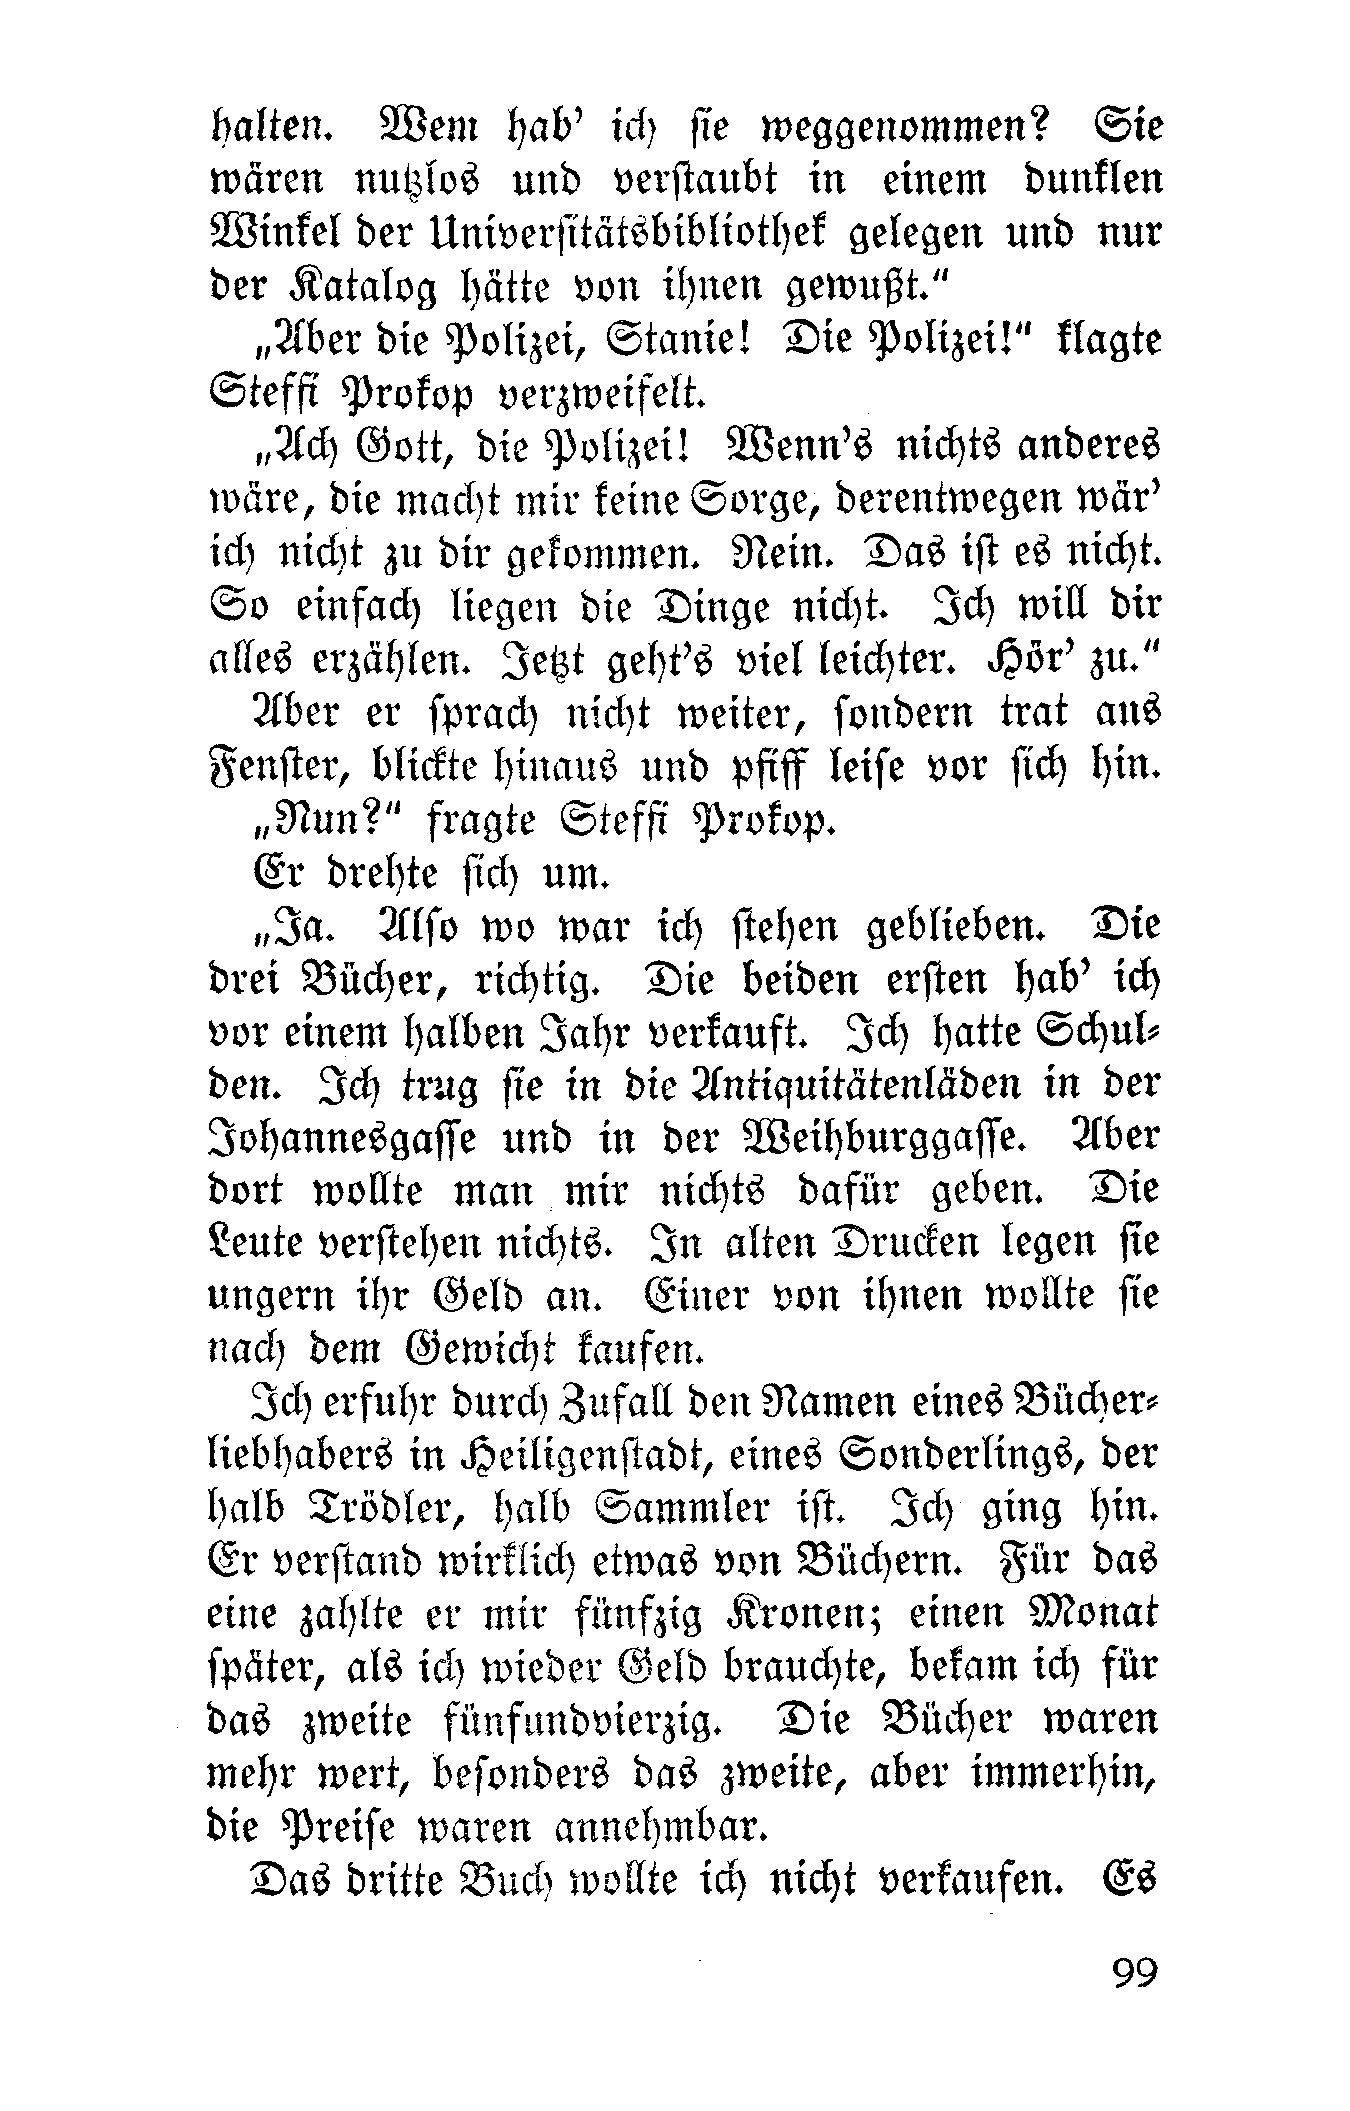 halten. Wem hab’ ich sie weggenommen? Sie
wären nutzlos und verstaubt in einem dunklen
Winkel der Universitätsbibliothek gelegen und nur
der Katalog hätte von ihnen gewußt.“
„Aber die Polizei, Stanie! Die Polizei!“ klagte
Steffi Prokop verzweifelt.
„Ach Gott, die Polizei! Wenn’s nichts anderes
wäre, die macht mir keine Sorge, derentwegen wär’
ich nicht zu dir gekommen. Nein. Das ist es nicht.
So einfach liegen die Dinge nicht. Ich will dir
alles erzählen. Jetzt geht’s viel leichter. Hör’ zu.“
Aber er sprach nicht weiter, sondern trat ans
Fenster, blickte hinaus und pfiff leise vor sich hin.
„Nun?“ fragte Steffi Prokop.
Er drehte sich um.
„Ja. Also wo war ich stehen geblieben. Die
drei Bücher, richtig. Die beiden ersten hab’ ich
vor einem halben Jahr verkauft. Ich hatte Schul-
den. Ich trug sie in die Antiquitätenläden in der
Johannesgasse und in der Weihburggasse. Aber
dort wollte man mir nichts dafür geben. Die
Leute verstehen nichts. In alten Drucken legen sie
ungern ihr Geld an. Einer von ihnen wollte sie
nach dem Gewicht kaufen.
Ich erfuhr durch Zufall den Namen eines Bücher-
liebhabers in Heiligenstadt, eines Sonderlings, der
halb Trödler, halb Sammler ist. Ich ging hin.
Er verstand wirklich etwas von Büchern. Für das
eine zahlte er mir fünfzig Kronen; einen Monat
später, als ich wieder Geld brauchte, bekam ich für
das zweite fünfundvierzig. Die Bücher waren
mehr wert, besonders das zweite, aber immerhin,
die Preise waren annehmbar.
Das dritte Buch wollte ich nicht verkaufen. Es
99